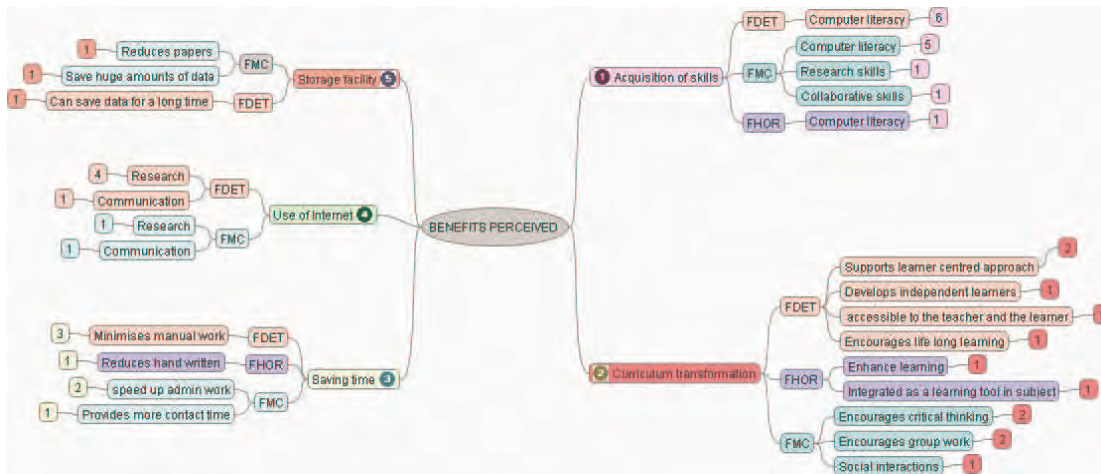 BENEFITS PERCEIVED
1 Acquisition of skills
FDET
Computer literacy 6
FMC
Computer literacy 5
Research skills 1
Collaborative skills 1
FHOR
Computer literacy 1
2 Curriculum transformation
FDET
Supports learner centred approach 2
Develops independent learners 1
accessible to the teacher and the learner 1
Encourages life long learning 1
FHOR
Enhance learning 1
Integrated as a learning tool in subject 1
FMC
Encourages critical thinking 2
Encourages group work 2
Social interactions 1
Saving time 3
FDET
3 Minimises manual work
FHOR
1 Reduces hand written
FMC
2 speed up admin work
1 Provides more contact time
Use of Internet 4
FDET
4 Research
1 Communication
FMC
1 Research
1 Communication
Storage facility 5
FMC
1 Reduces papers
1 Save huge amounts of data
FDET
1 Can save data for a long time